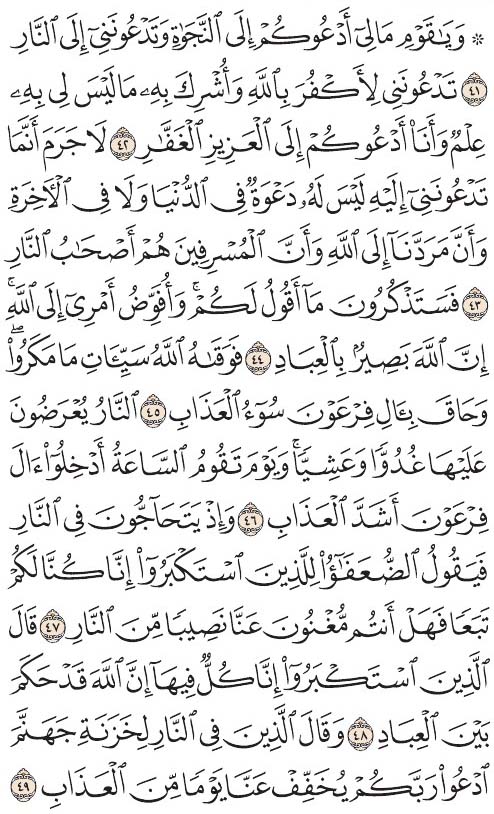 ۞ وَيَٰقَوْمِ مَا لِيٓ أَدْعُوكُمْ إِلَى ٱلنَّجَوٰةِ وَتَدْعُونَنِيٓ إِلَى ٱلنَّارِ
٤١ تَدْعُونَنِي لِأَكْفُرَ بِٱللَّهِ وَأُشْرِكَ بِهِۦ مَا لَيْسَ لِي بِهِۦ
عِلْمٌ وَأَنَا۠ أَدْعُوكُمْ إِلَى ٱلْعَزِيزِ ٱلْغَفَّٰرِ ٤٢ لَا جَرَمَ أَنَّمَا
تَدْعُونَنِيٓ إِلَيْهِ لَيْسَ لَهُۥ دَعْوَةٌ فِي ٱلدُّنْيَا وَلَا فِي ٱلْأٓخِرَةِ
وَأَنَّ مَرَدَّنَآ إِلَى ٱللَّهِ وَأَنَّ ٱلْمُسْرِفِينَ هُمْ أَصْحَٰبُ ٱلنَّارِ
٤٣ فَسَتَذْكُرُونَ مَآ أَقُولُ لَكُمْۚ وَأُفَوِّضُ أَمْرِيٓ إِلَى ٱللَّهِۚ
إِنَّ ٱللَّهَ بَصِيرٌۢ بِٱلْعِبَادِ ٤٤ فَوَقَىٰهُ ٱللَّهُ سَيِّـَٔاتِ مَا مَكَرُوا۟ۖ
وَحَاقَ بِـَٔالِ فِرْعَوْنَ سُوٓءُ ٱلْعَذَابِ ٤٥ ٱلنَّارُ يُعْرَضُونَ
عَلَيْهَا غُدُوًّا وَعَشِيًّاۚ وَيَوْمَ تَقُومُ ٱلسَّاعَةُ أَدْخِلُوٓا۟ ءَالَ
فِرْعَوْنَ أَشَدَّ ٱلْعَذَابِ ٤٦ وَإِذْ يَتَحَآجُّونَ فِي ٱلنَّارِ
فَيَقُولُ ٱلضُّعَفَٰٓؤُا۟ لِلَّذِينَ ٱسْتَكْبَرُوٓا۟ إِنَّا كُنَّا لَكُمْ
تَبَعًا فَهَلْ أَنتُم مُّغْنُونَ عَنَّا نَصِيبًا مِّنَ ٱلنَّارِ ٤٧ قَالَ
ٱلَّذِينَ ٱسْتَكْبَرُوٓا۟ إِنَّا كُلٌّ فِيهَآ إِنَّ ٱللَّهَ قَدْ حَكَمَ
بَيْنَ ٱلْعِبَادِ ٤٨ وَقَالَ ٱلَّذِينَ فِي ٱلنَّارِ لِخَزَنَةِ جَهَنَّمَ
ٱدْعُوا۟ رَبَّكُمْ يُخَفِّفْ عَنَّا يَوْمًا مِّنَ ٱلْعَذَابِ ٤٩